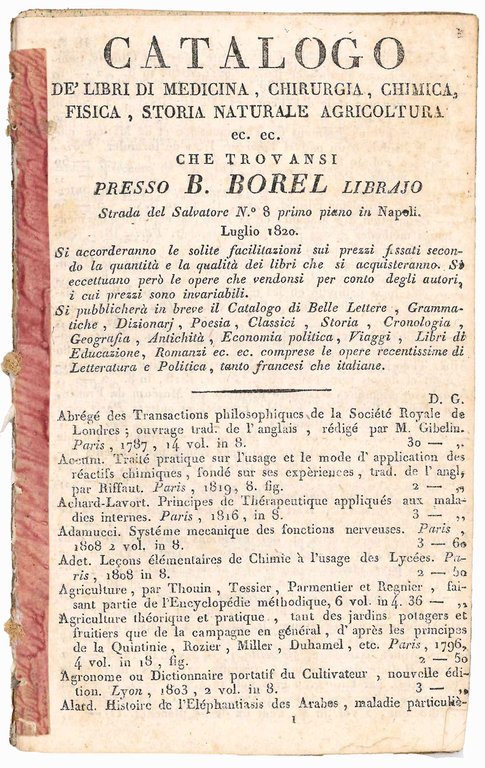 CATALOGO
DE' LIBRI DI MEDICINA, CHIRURGIA, CHIMICA,
FISICA, STORIA NATURALE AGRICOLTURA
ec. ec.
CHE TROVANSI
PRESSO B. BOREL LIBRAJO
Strada del Salvatore N.º 8 primo piano in Napoli.
Luglio 1820.
Si accorderanno le solite facilitazioni sui prezzi fissati secon-
do la quantità e la qualità dei libri che si acquisteranno. Si
eccettuano però le opere che vendonsi per conto degli autori,
i cui prezzi sono invariabili.
Si pubblicherà in breve il Catalogo di Belle Lettere, Gramma-
tiche, Dizionarj, Poesia, Classici, Storia, Cronologia,
Geografia, Antichità, Economia politica, Viaggi, Libri di
Educazione, Romanzi ec. ec. comprese le opere recentissime di
Letteratura e Politica, tanto francesi che italiane.
D. G.
Abrégé des Transactions philosophiques de la Société Royale de
Londres; ouvrage trad. de l'anglais, rédigé par M. Gibelin.
Paris, 1787, 14 vol. in 8. 30 — „
Accum. Traité pratique sur l'usage et le mode d'application des
réactifs chimiques, fondé sur ses expèriences, trad. de l'angl,
par Riffaut. Paris, 1819, 8. fig. 2 — „
Achard-Lavort. Principes de Thérapeutique appliqués aux mala-
dies internes. Paris, 1816, in 8. 3 — „
Adamucci. Systéme mecanique des fonctions nerveuses. Paris,
1808 2 vol. in 8. 3 — 60
Adet. Leçons élémentaires de Chimie à l'usage des Lycées. Pa-
ris, 1808 in 8. 2 — 50
Agriculture, par Thouin, Tessier, Parmentier et Regnier, fai-
sant partie de l'Encyclopédie méthodique, 6 vol. in 4. 36 — „
Agriculture théorique et pratique, tant des jardins potagers et
fruitiers que de la campagne en général, d'après les principes
de la Quintinie, Rozier, Miller, Duhamel, etc. Paris, 1796,
4 vol. in 18, fig. 2 — 50
Agronome ou Dictionnaire portatif du Cultivateur, nouvelle édi-
tion. Lyon, 1803, 2 vol. in 8. 3 — „
Alard. Histoire de l'Eléphantiasis des Arabes, maladie particuliè-
1